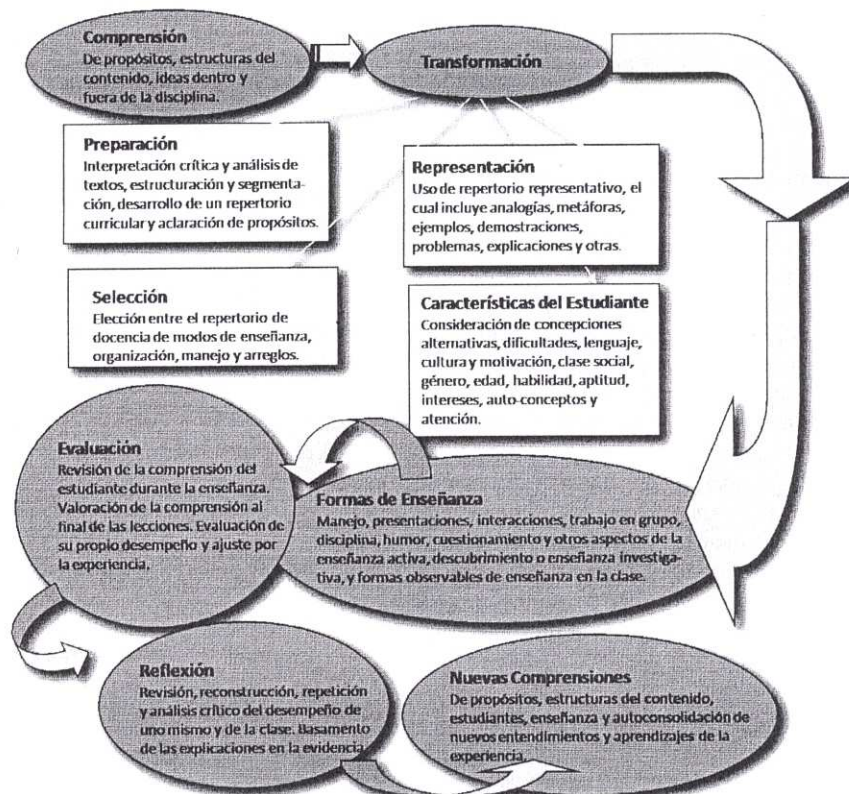 Comprensión
De propósitos, estructuras del
contenido, ideas dentro y
fuera de la disciplina.
Transformación
Preparación
Interpretación crítica y análisis de
textos, estructuración y segmenta-
ción, desarrollo de un repertorio
curricular y aclaración de propósitos.
Representación
Uso de repertorio representativo, el
cual incluye analogías, metáforas,
ejemplos, demostraciones,
problemas, explicaciones y otras.
Selección
Elección entre el repertorio de
docencia de modos de enseñanza,
organización, manejo y arreglos.
Características del Estudiante
Consideración de concepciones
alternativas, dificultades, lenguaje,
cultura y motivación, clase social,
género, edad, habilidad, aptitud,
intereses, auto-conceptos y
atención.
Evaluación
Revisión de la comprensión del
estudiante durante la enseñanza.
Valoración de la comprensión al
final de las lecciones. Evaluación de
su propio desempeño y ajuste por
la experiencia.
Formas de Enseñanza
Manejo, presentaciones, interacciones, trabajo en grupo,
disciplina, humor, cuestionamiento y otros aspectos de la
enseñanza activa, descubrimiento o enseñanza investiga-
tiva, y formas observables de enseñanza en la clase.
Reflexión
Revisión, reconstrucción, repetición
y análisis crítico del desempeño de
uno mismo y de la clase. Basamento
de las explicaciones en la evidencia.
Nuevas Comprensiones
De propósitos, estructuras del contenido,
estudiantes, enseñanza y autoconsolidación de
nuevos entendimientos y aprendizajes de la
experiencia.